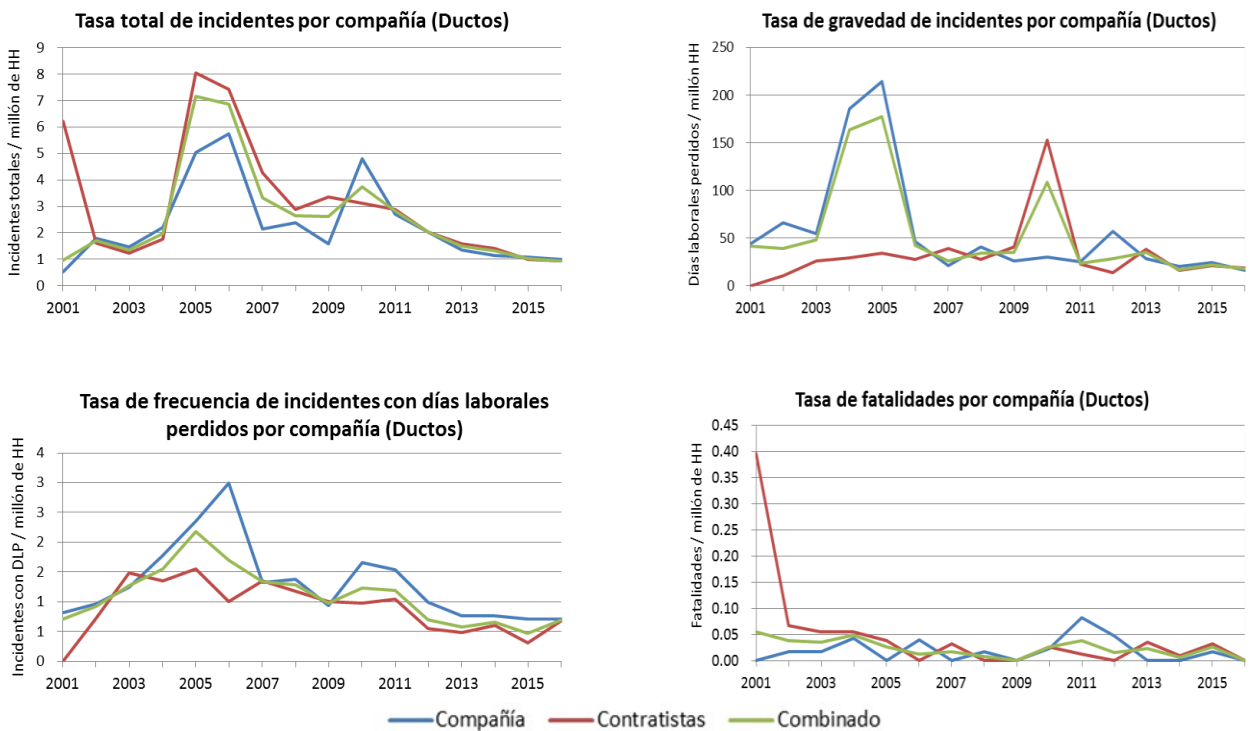 Tasa total de incidentes por compañía (Ductos)
Incidentes totales / millón de HH
9
8
7
6
5
4
3
2
1
0
2001 2003 2005 2007 2009 2011 2013 2015
Tasa de gravedad de incidentes por compañía (Ductos)
Días laborales perdidos / millón HH
250
200
150
100
50
0
2001 2003 2005 2007 2009 2011 2013 2015
Tasa de frecuencia de incidentes con días laborales
perdidos por compañía (Ductos)
Incidentes con DLP / millón de HH
4
3
3
2
2
1
1
0
2001 2003 2005 2007 2009 2011 2013 2015
Tasa de fatalidades por compañía (Ductos)
Fatalidades / millón de HH
0.45
0.40
0.35
0.30
0.25
0.20
0.15
0.10
0.05
0.00
2001 2003 2005 2007 2009 2011 2013 2015
Compañía Contratistas Combinado